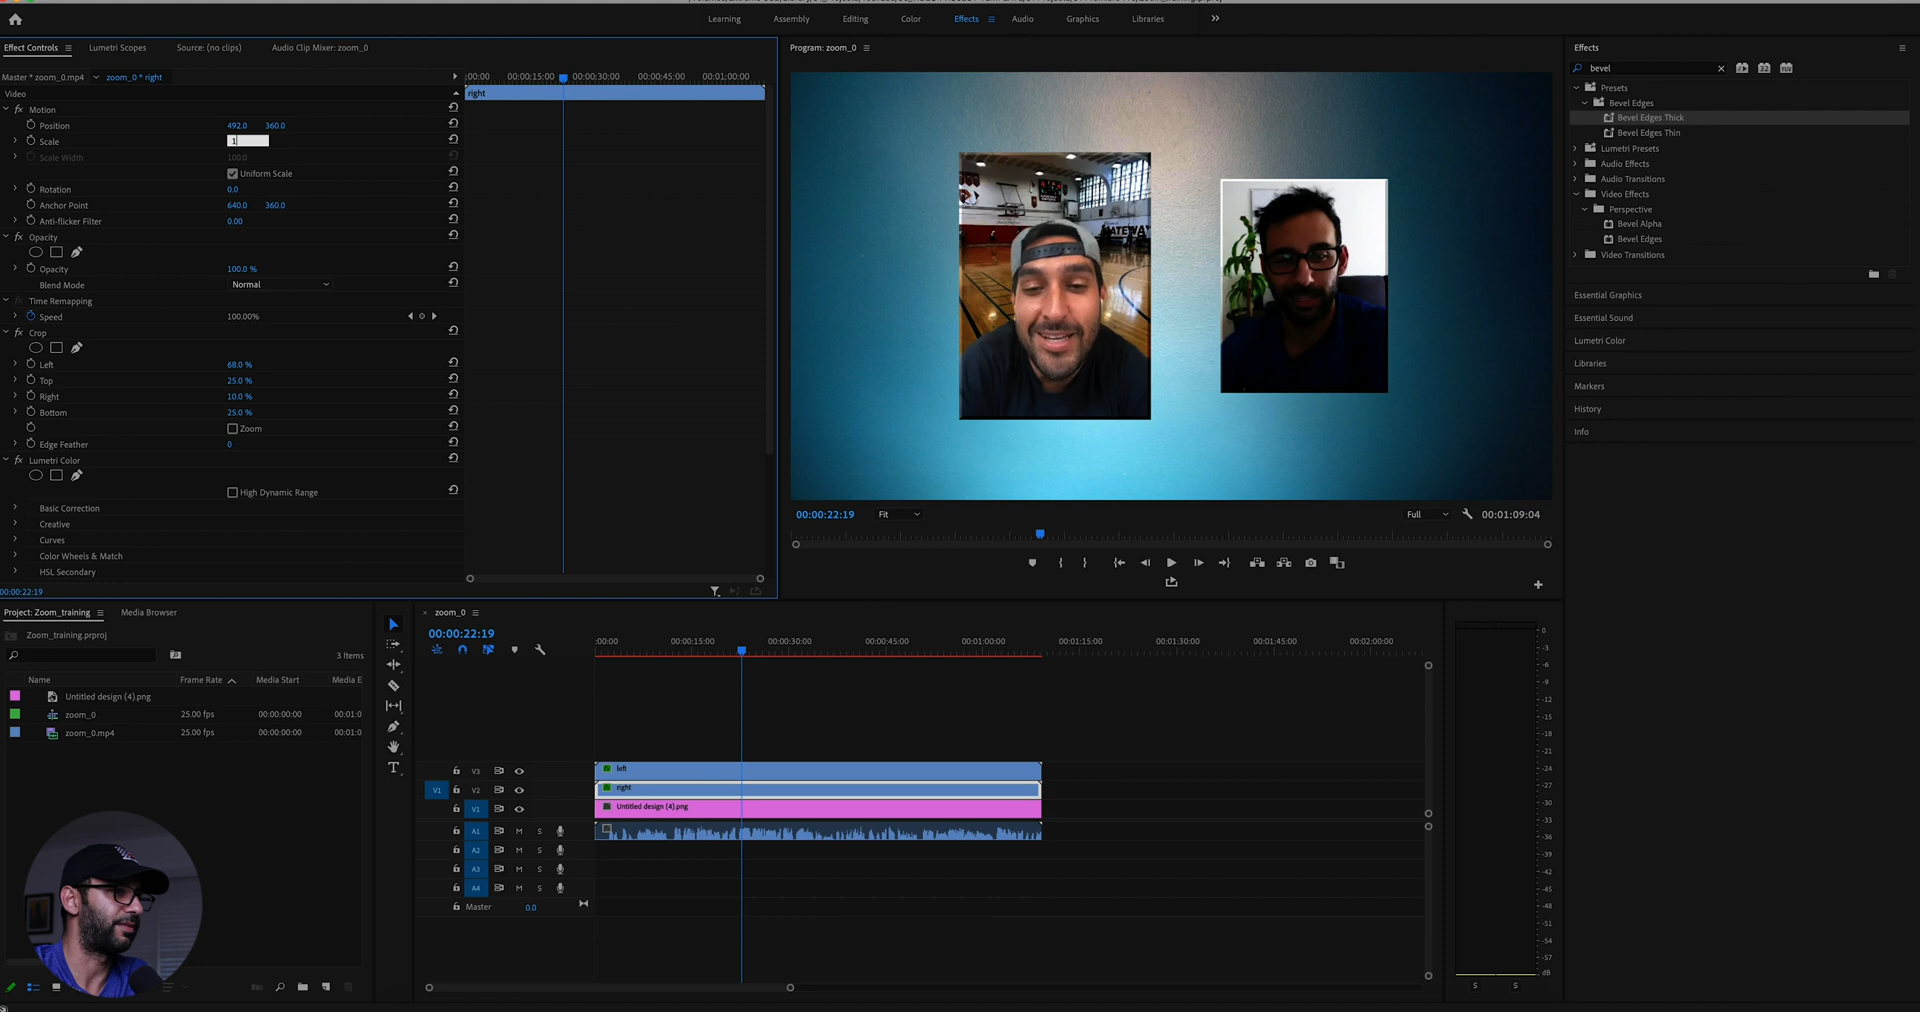 Learning Assembly Editing Color Effects Audio Graphics Libraries
Effect Controls Lumetri Scopes Source: (no clips) Audio Clip Mixer: zoom_0
Master * zoom_0.mp4 zoom_0 * right
:00:00 00:00:15:00 00:00:30:00 00:00:45:00 00:01:00:00
Video
right
fx Motion
Position 492.0 360.0
Scale 1
Scale Width 100.0
Uniform Scale
Rotation 0.0
Anchor Point 640.0 360.0
Anti-flicker Filter 0.00
fx Opacity
Opacity 100.0 %
Blend Mode Normal
fx Time Remapping
Speed 100.00%
fx Crop
Left 68.0 %
Top 25.0 %
Right 10.0 %
Bottom 25.0 %
Zoom
Edge Feather 0
fx Lumetri Color
High Dynamic Range
Basic Correction
Creative
Curves
Color Wheels & Match
HSL Secondary
00:00:22:19
Program: zoom_0
GATEWAY
00:00:22:19 Fit Full 00:01:09:04
Effects
bevel
Presets
Bevel Edges
Bevel Edges Thick
Bevel Edges Thin
Lumetri Presets
Audio Effects
Audio Transitions
Video Effects
Perspective
Bevel Alpha
Bevel Edges
Video Transitions
Essential Graphics
Essential Sound
Lumetri Color
Libraries
Markers
History
Info
Project: Zoom_training Media Browser
Zoom_training.prproj
3 Items
Name Frame Rate Media Start Media E
Untitled design (4).png
zoom_0 25.00 fps 00:00:00:00 00:01:0
zoom_0.mp4 25.00 fps 00:00:00:00 00:01:0
zoom_0
00:00:22:19
:00:00 00:00:15:00 00:00:30:00 00:00:45:00 00:01:00:00 00:01:15:00 00:01:30:00 00:01:45:00 00:02:00:00
V3 left
V1 V2 right
V1 Untitled design (4).png
A1 M S
A2 M S
A3 M S
A4 M S
Master 0.0
0
-3
-6
-9
-12
-15
-18
-21
-24
-27
-30
-33
-36
-39
-42
-45
-48
-51
-54
-57
dB
S S